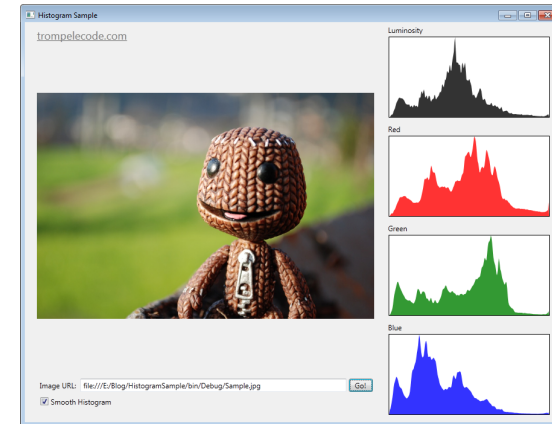 Histogram Sample
trompelecode.com
Luminosity
Red
Green
Blue
Image URL: file:///E:/Blog/HistogramSample/bin/Debug/Sample.jpg Go!
Smooth Histogram